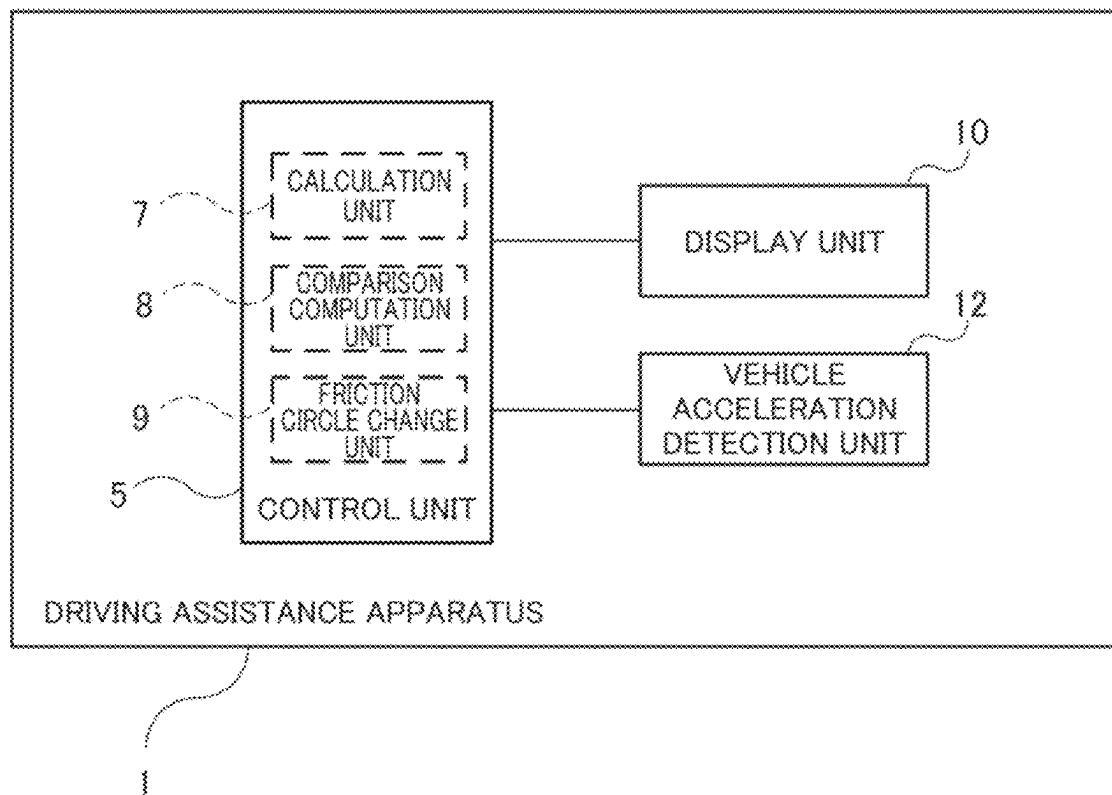 10
CALCULATION
UNIT
7
DISPLAY UNIT
COMPARISON
COMPUTATION
UNIT
8
12
VEHICLE
ACCELERATION
DETECTION UNIT
FRICTION
CIRCLE CHANGE
UNIT
9
5
CONTROL UNIT
DRIVING ASSISTANCE APPARATUS
1